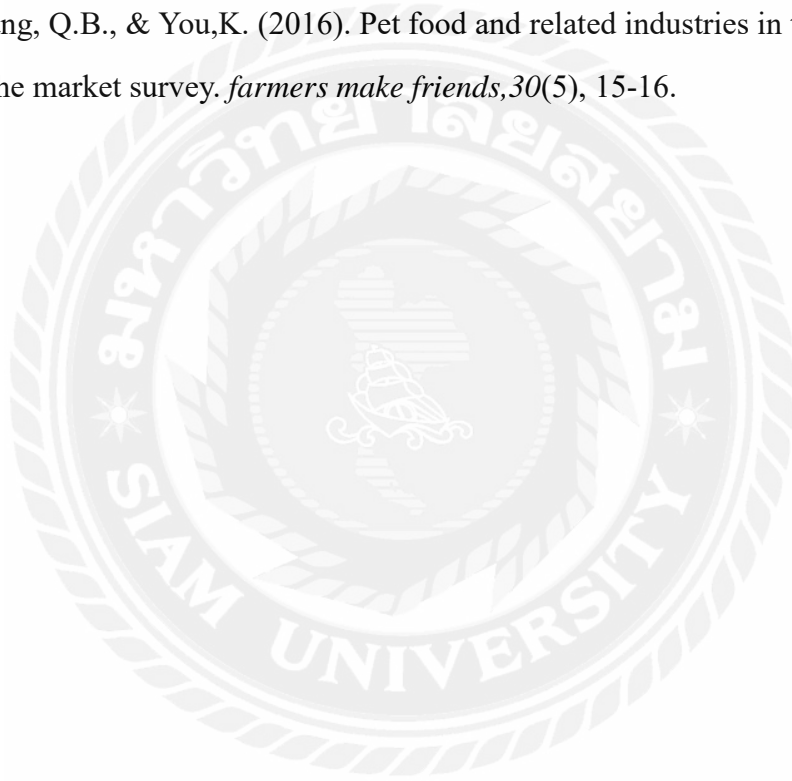 ng, Q.B., & You,K. (2016). Pet food and related industries in
ne market survey. farmers make friends,30(5), 15-16.
มหาวิทยาลัยสยาม
SIAM UNIVERSITY